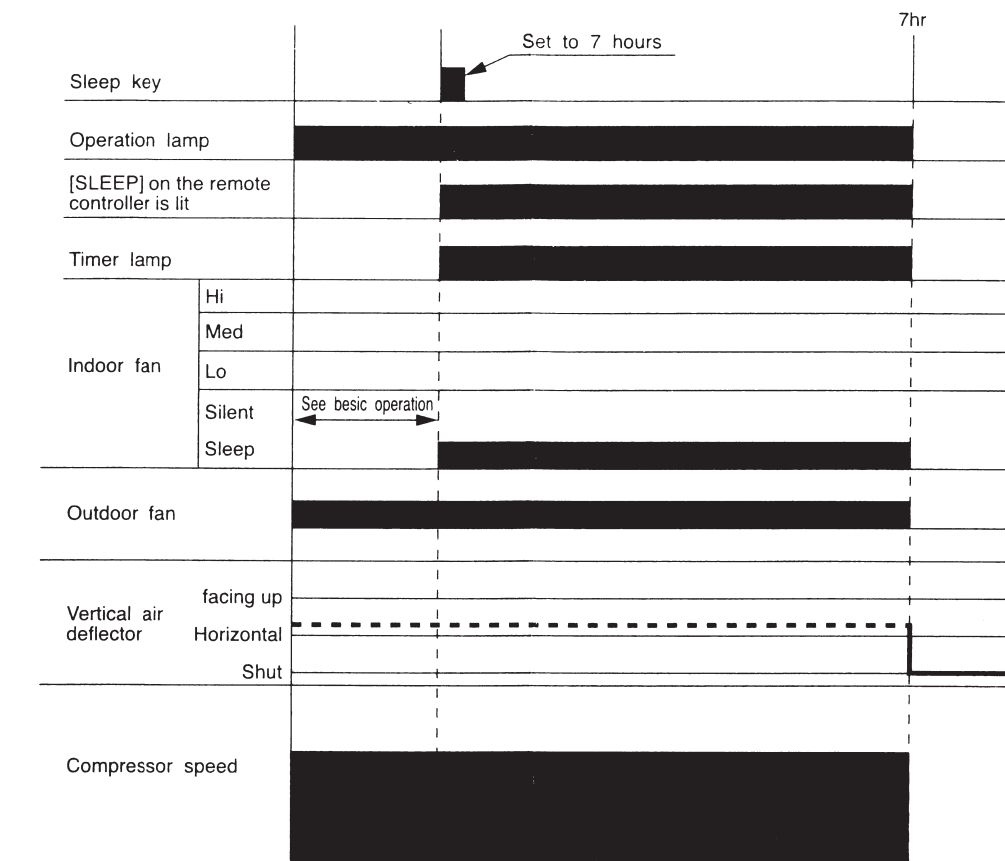 7hr
Set to 7 hours
Sleep key
Operation lamp
[SLEEP] on the remote
controller is lit
Timer lamp
Indoor fan
Hi
Med
Lo
Silent
Sleep
See besic operation
Outdoor fan
Vertical air
deflector
facing up
Horizontal
Shut
Compressor speed